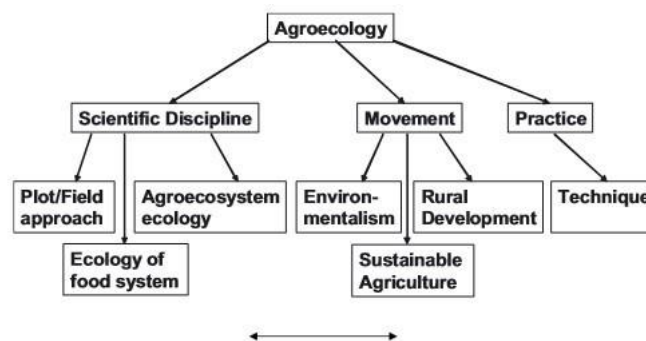 Agroecology
Scientific Discipline
Movement
Practice
Plot/Field
approach
Agroecosystem
ecology
Environ-
mentalism
Rural
Development
Technique
Ecology of
food system
Sustainable
Agriculture